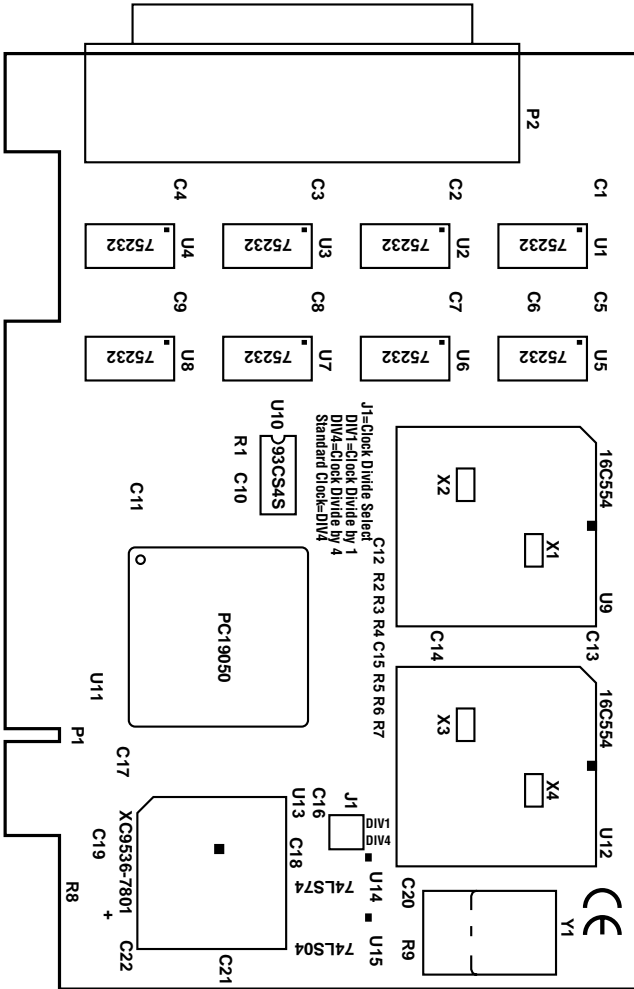 P2
C4
C3
C2
C1
75232
U4
75232
U3
75232
U2
75232
U1
C9
C8
C7
C6
C5
75232
U8
75232
U7
75232
U6
75232
U5
J1=Clock Divide Select
DIV1=Clock Divide by 1
DIV4=Clock Divide by 4
Standard Clock=DIV4
U10
93CS4S
R1
C10
C11
16C554
X2
X1
U9
C12
R2
R3
R4
C15
R5
R6
R7
C14
C13
PC19050
U11
P1
C17
16C554
X3
X4
U12
U13
C16
J1
DIV1
DIV4
XC9536-7801
C19
C18
R8
+
C22
C21
74LS74
U14
74LS04
U15
C20
R9
Y1
CE